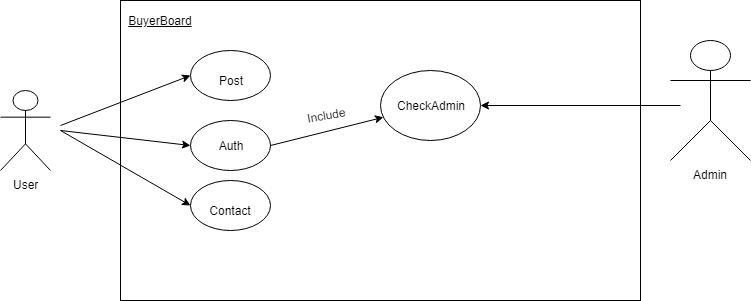 BuyerBoard
Post
CheckAdmin
Include
Auth
User
Admin
Contact